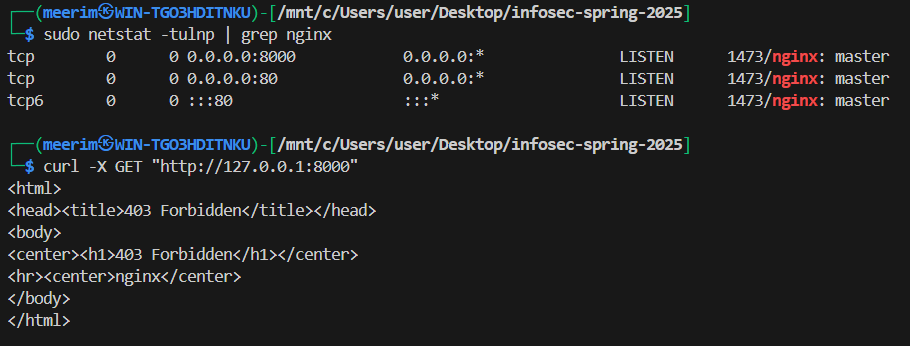 ┌──(meerim㉿WIN-TGO3HDITNKU)-[/mnt/c/Users/user/Desktop/infosec-spring-2025]
└─$ sudo netstat -tulnp | grep nginx
tcp        0      0 0.0.0.0:8000            0.0.0.0:*               LISTEN      1473/nginx: master
tcp        0      0 0.0.0.0:80              0.0.0.0:*               LISTEN      1473/nginx: master
tcp6       0      0 :::80                   :::*                    LISTEN      1473/nginx: master
┌──(meerim㉿WIN-TGO3HDITNKU)-[/mnt/c/Users/user/Desktop/infosec-spring-2025]
└─$ curl -X GET "http://127.0.0.1:8000"
<html>
<head><title>403 Forbidden</title></head>
<body>
<center><h1>403 Forbidden</h1></center>
<hr><center>nginx</center>
</body>
</html>